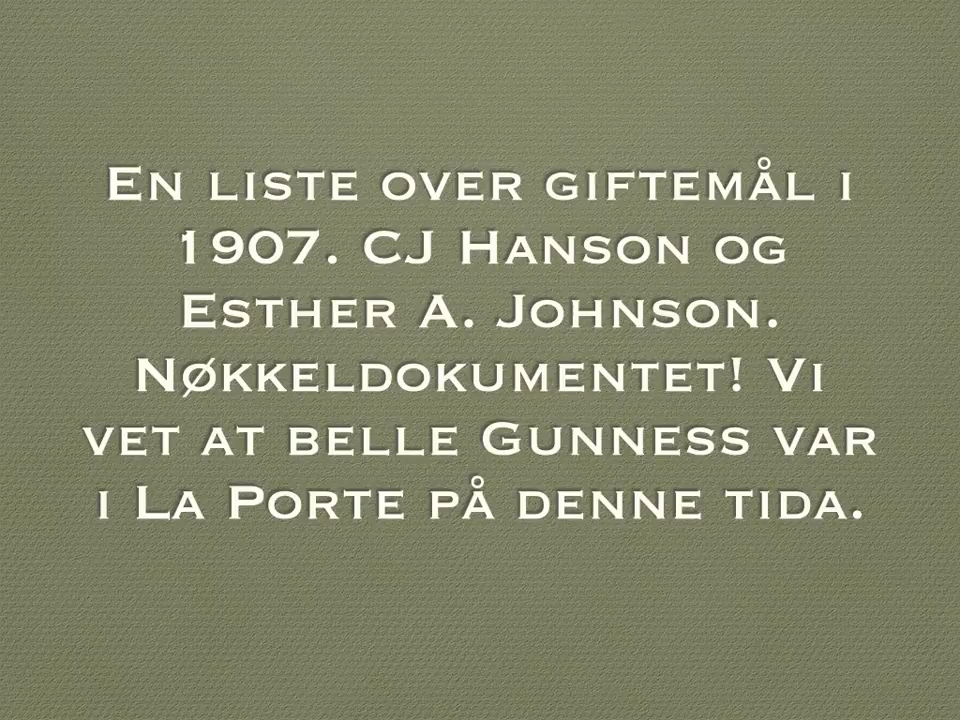 En liste over giftemål i
1907. CJ Hanson og
Esther A. Johnson.
Nøkkeldokumentet! Vi
vet at belle Gunness var
i La Porte på denne tida.